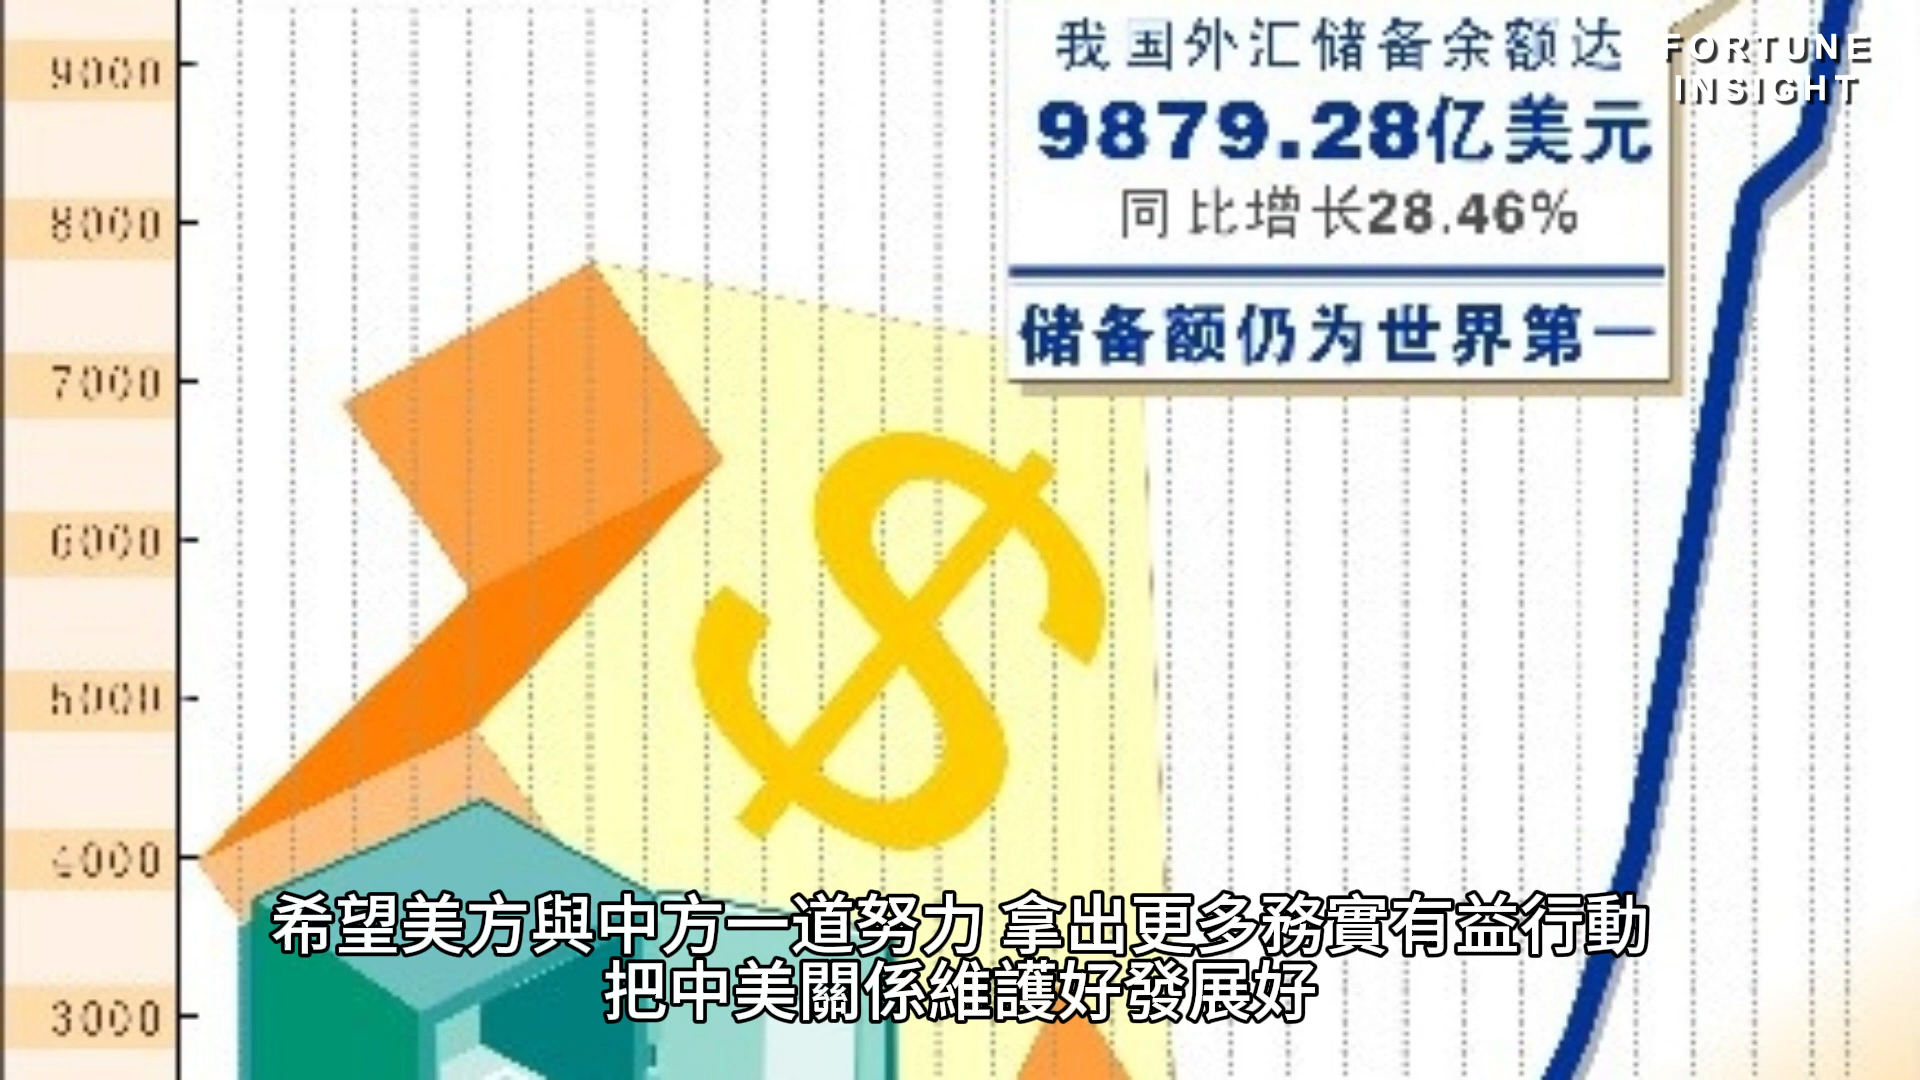 我国外汇储备余额达
9879.28亿美元
同比增长28.46%
储备额仍为世界第一
FORTUNE
INSIGHT
9000
8000
7000
6000
5000
4000
3000
希望美方與中方一道努力 拿出更多務實有益行動
把中美關係維護好發展好